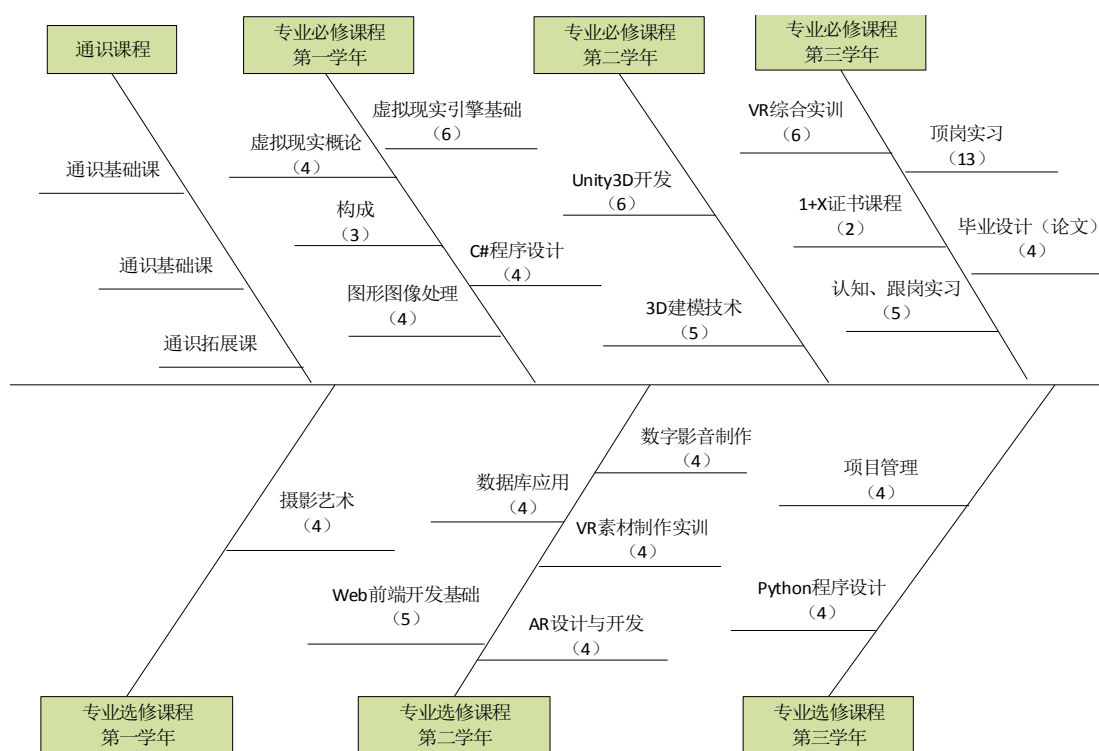 通识课程
专业必修课程
第一学年
专业必修课程
第二学年
专业必修课程
第三学年
通识基础课
通识基础课
通识拓展课
虚拟现实引擎基础
（6）
虚拟现实概论
（4）
构成
（3）
C#程序设计
（4）
图形图像处理
（4）
Unity3D开发
（6）
3D建模技术
（5）
VR综合实训
（6）
顶岗实习
（13）
1+X证书课程
（2）
毕业设计（论文）
（4）
认知、跟岗实习
（5）
摄影艺术
（4）
数字影音制作
（4）
数据库应用
（4）
VR素材制作实训
（4）
Web前端开发基础
（5）
AR设计与开发
（4）
项目管理
（4）
Python程序设计
（4）
专业选修课程
第一学年
专业选修课程
第二学年
专业选修课程
第三学年